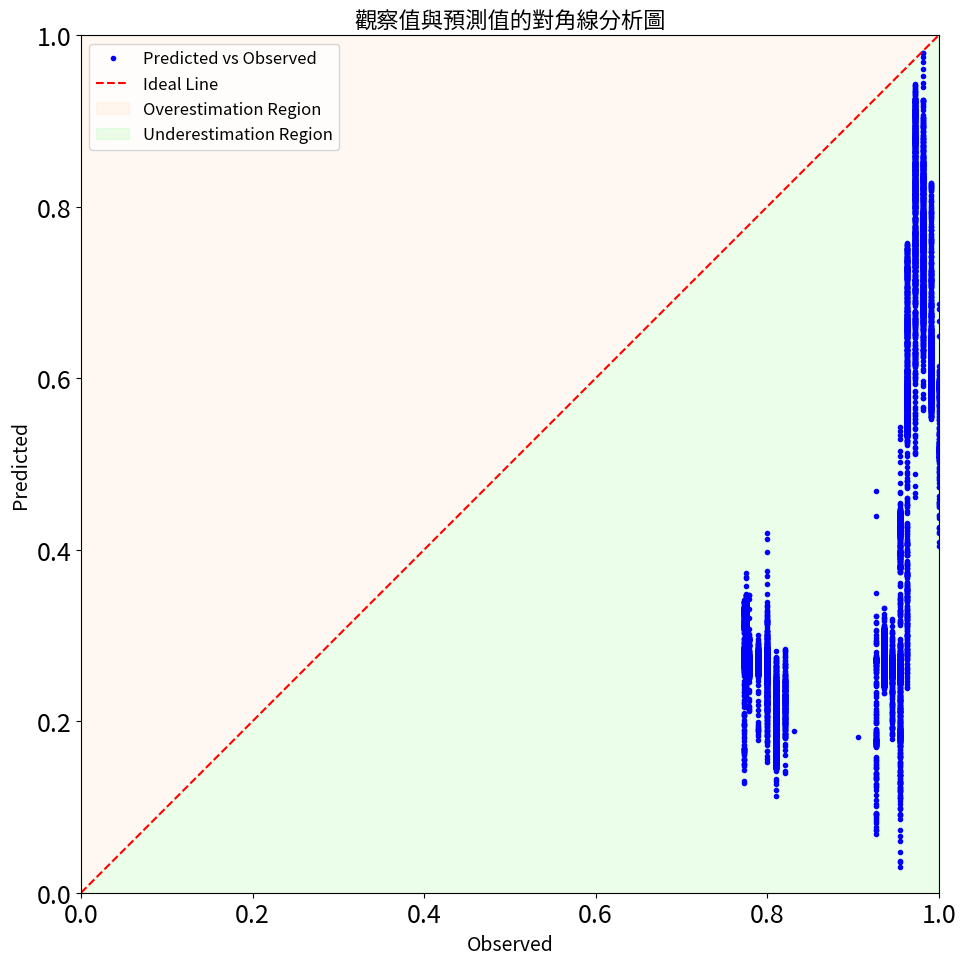 觀察值與預測值的對角線分析圖
1.0
0.8
0.6
0.4
0.2
0.0
Predicted
Predicted vs Observed
Ideal Line
Overestimation Region
Underestimation Region
0.0 0.2 0.4 0.6 0.8 1.0
Observed